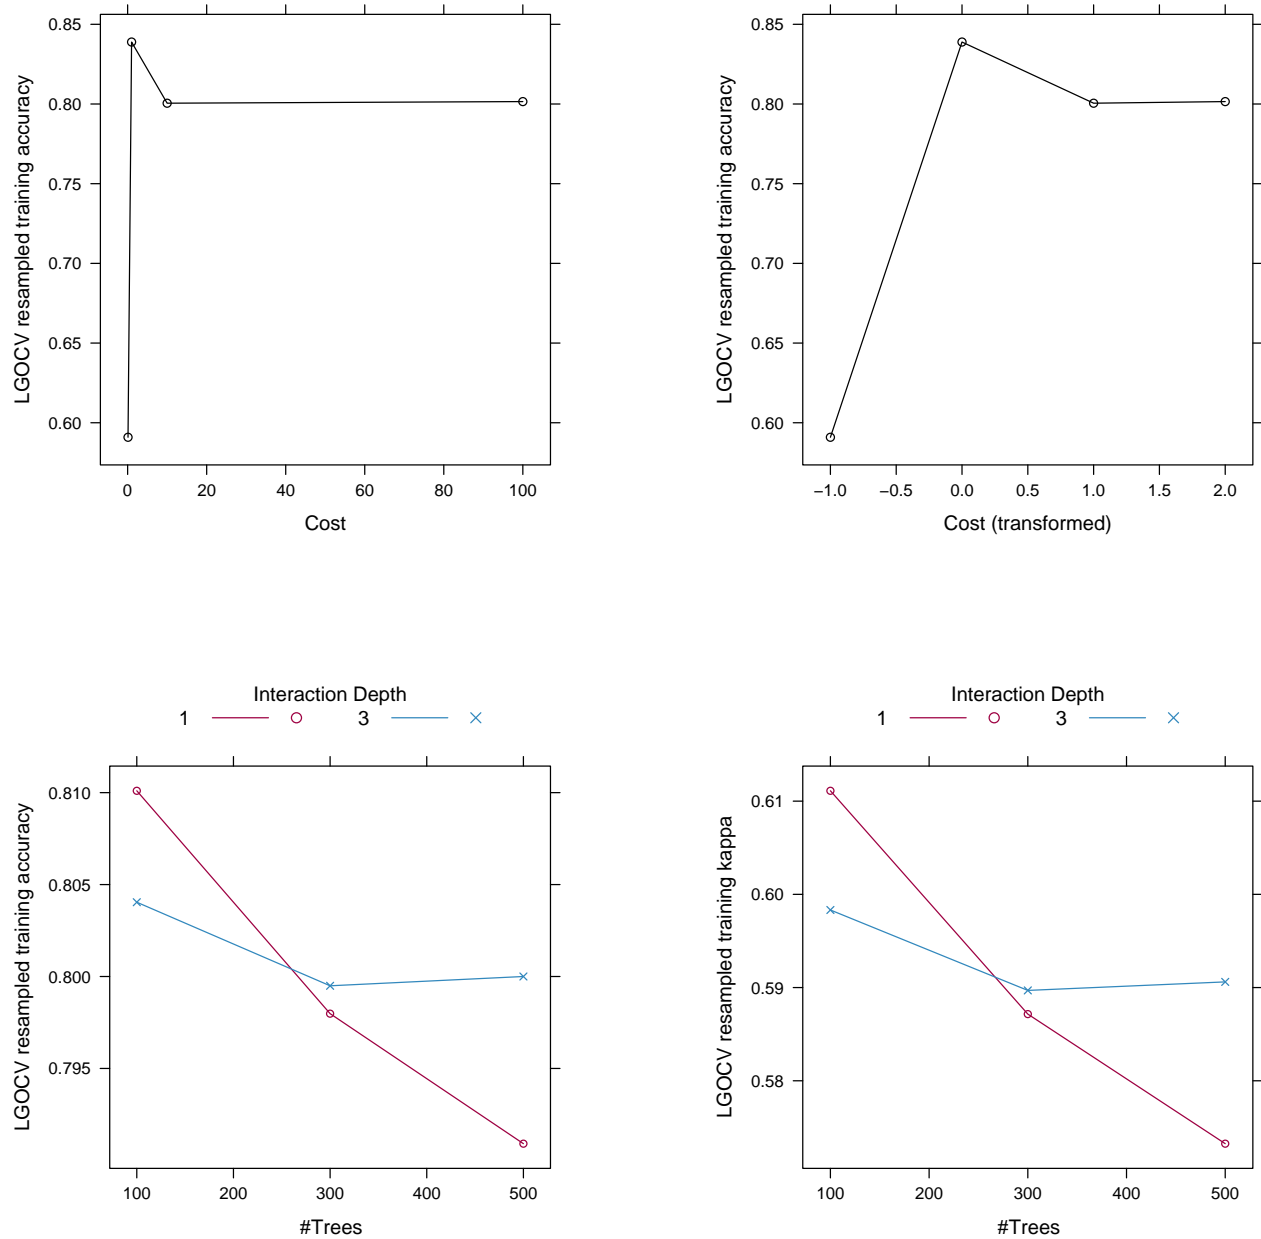 LGOCV resampled training accuracy
0.85
0.80
0.75
0.70
0.65
0.60
0 20 40 60 80 100
Cost
LGOCV resampled training accuracy
0.85
0.80
0.75
0.70
0.65
0.60
−1.0 −0.5 0.0 0.5 1.0 1.5 2.0
Cost (transformed)
Interaction Depth
1 3
LGOCV resampled training accuracy
0.810
0.805
0.800
0.795
100 200 300 400 500
#Trees
Interaction Depth
1 3
LGOCV resampled training kappa
0.61
0.60
0.59
0.58
100 200 300 400 500
#Trees